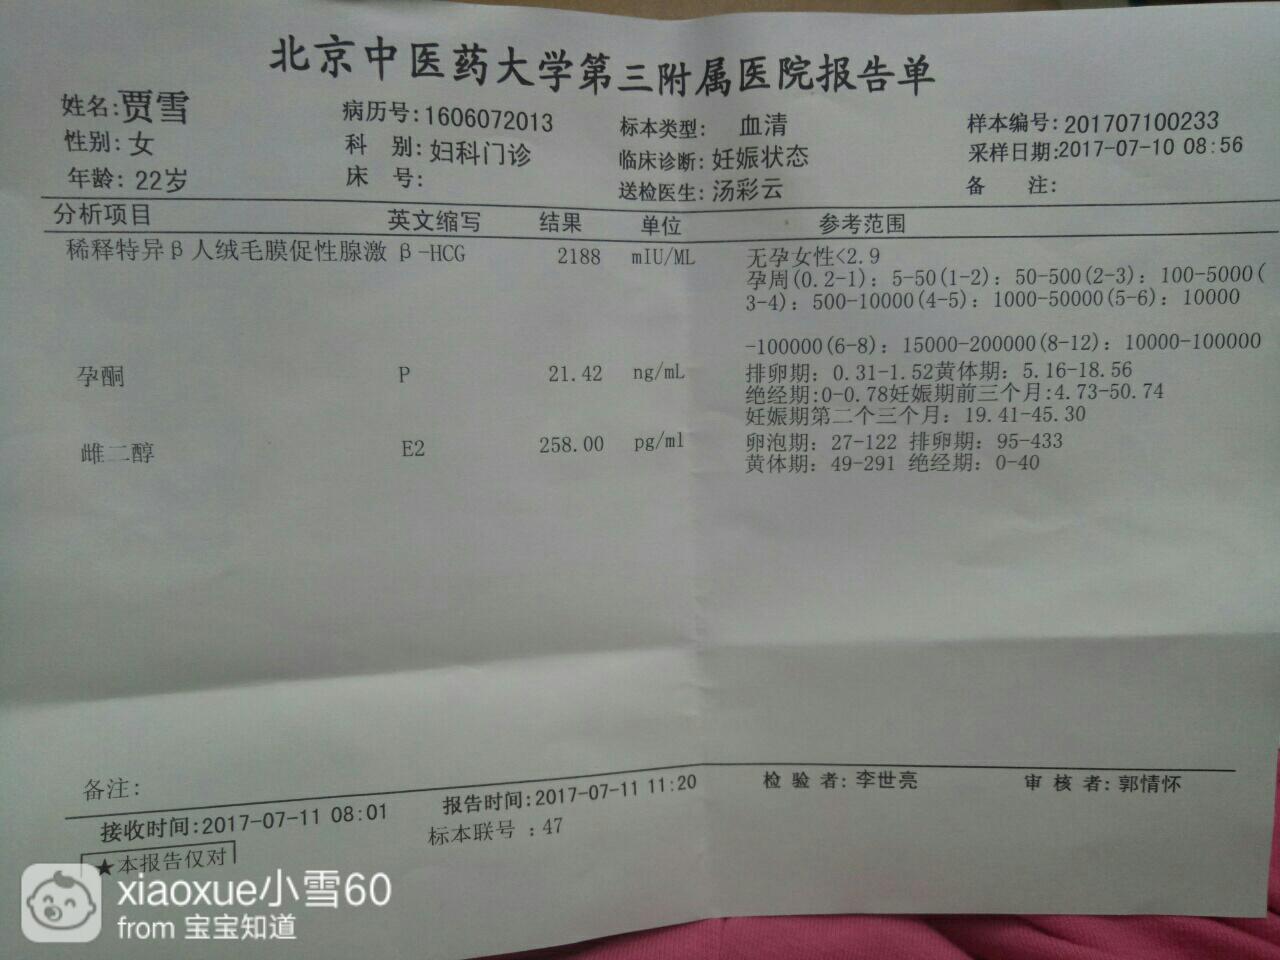 北京中医药大学第三附属医院报告单
姓名:贾雪 病历号:1606072013 标本类型: 血清 样本编号:201707100233
性别:女 科 别:妇科门诊 临床诊断:妊娠状态 采样日期:2017-07-10 08:56
年龄: 22岁 床 号: 送检医生:汤彩云 备 注:
分析项目 英文缩写 结果 单位 参考范围
稀释特异β人绒毛膜促性腺激 β-HCG 2188 mIU/ML 无孕女性<2.9
孕周(0.2-1): 5-50(1-2): 50-500(2-3): 100-5000(
3-4): 500-10000(4-5): 1000-50000(5-6): 10000
-100000(6-8): 15000-200000(8-12): 10000-100000
孕酮 P 21.42 ng/mL 排卵期: 0.31-1.52黄体期: 5.16-18.56
绝经期:0-0.78妊娠期前三个月:4.73-50.74
妊娠期第二个三个月: 19.41-45.30
雌二醇 E2 258.00 pg/ml 卵泡期: 27-122 排卵期: 95-433
黄体期: 49-291 绝经期: 0-40
备注:
接收时间:2017-07-11 08:01 报告时间:2017-07-11 11:20 检 验 者: 李世亮 审 核 者: 郭情怀
标本联号 :47
★本报告仅对
xiaoxue小雪60
from 宝宝知道